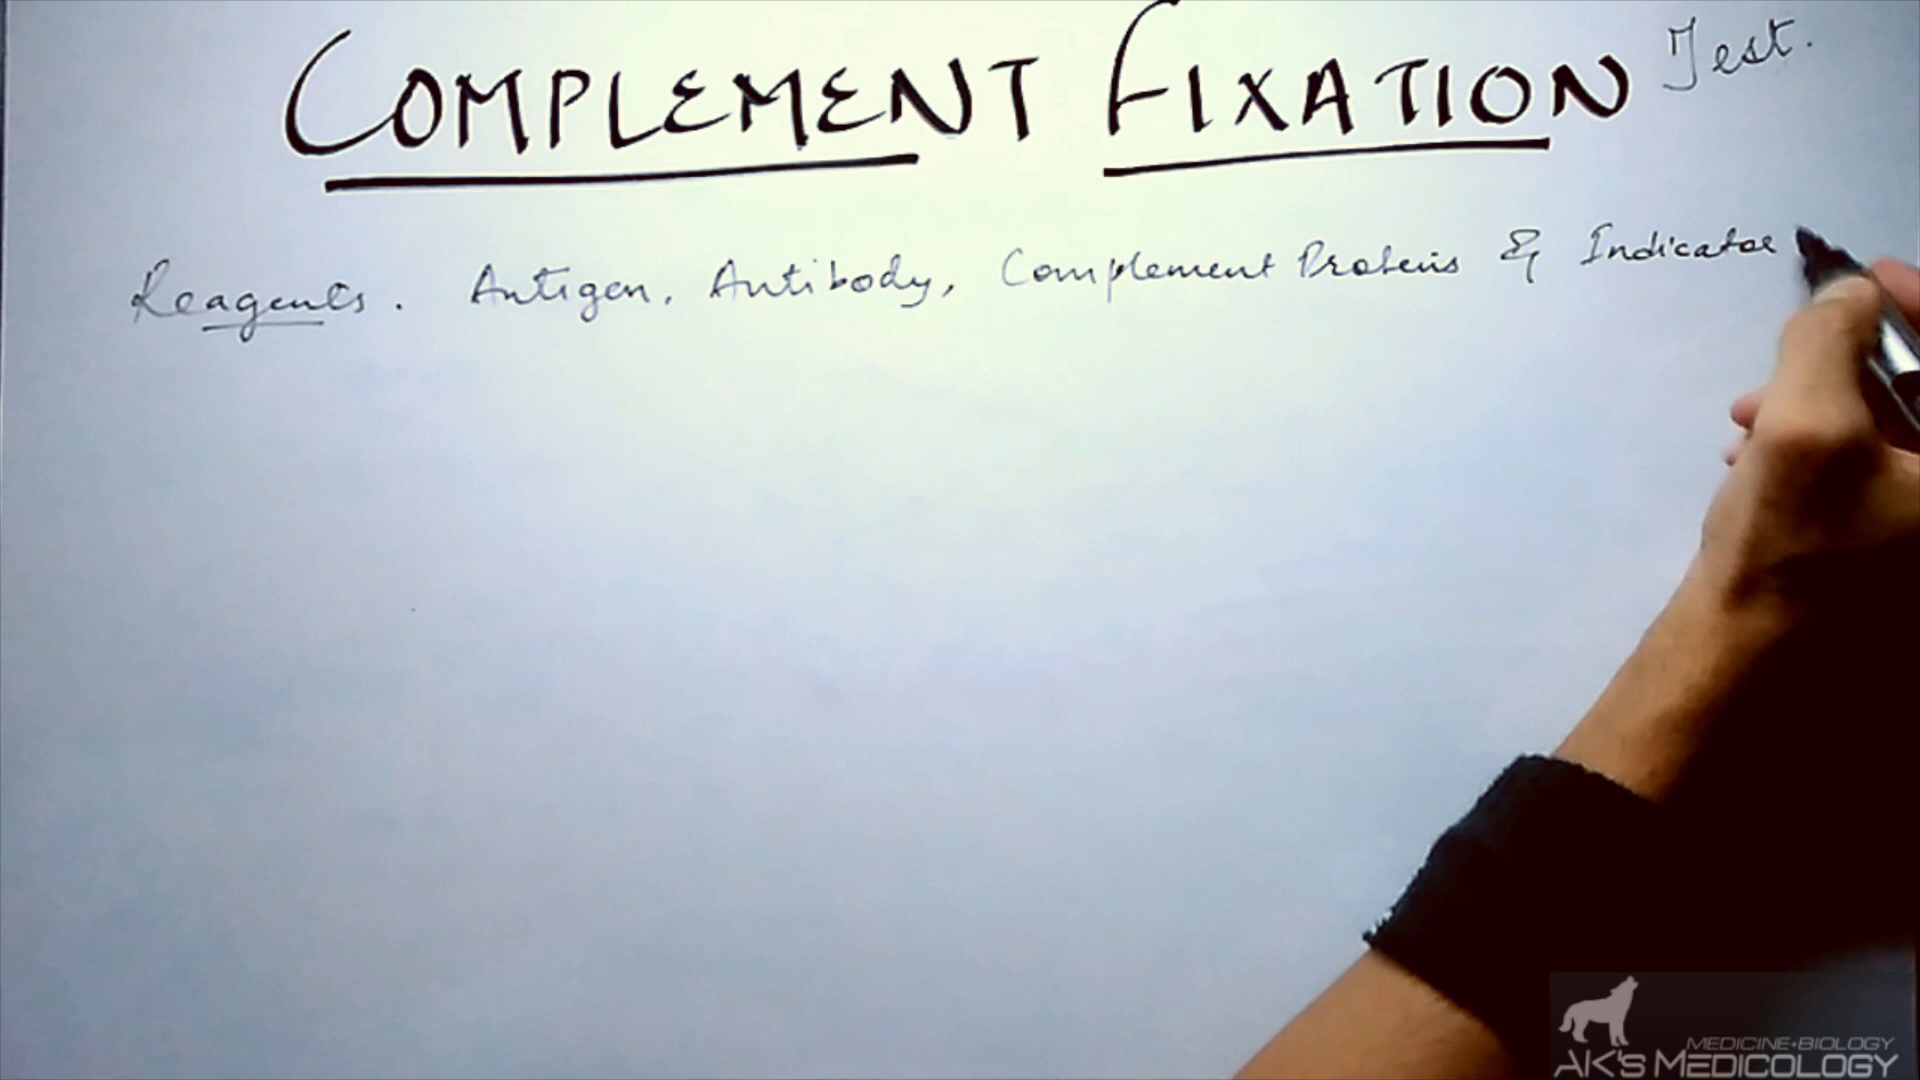 COMPLEMENT FIXATION Test.
Reagents. Antigen, Antibody, Complement Proteins & Indicator
MEDICINE+BIOLOGY
AK'S MEDICOLOGY